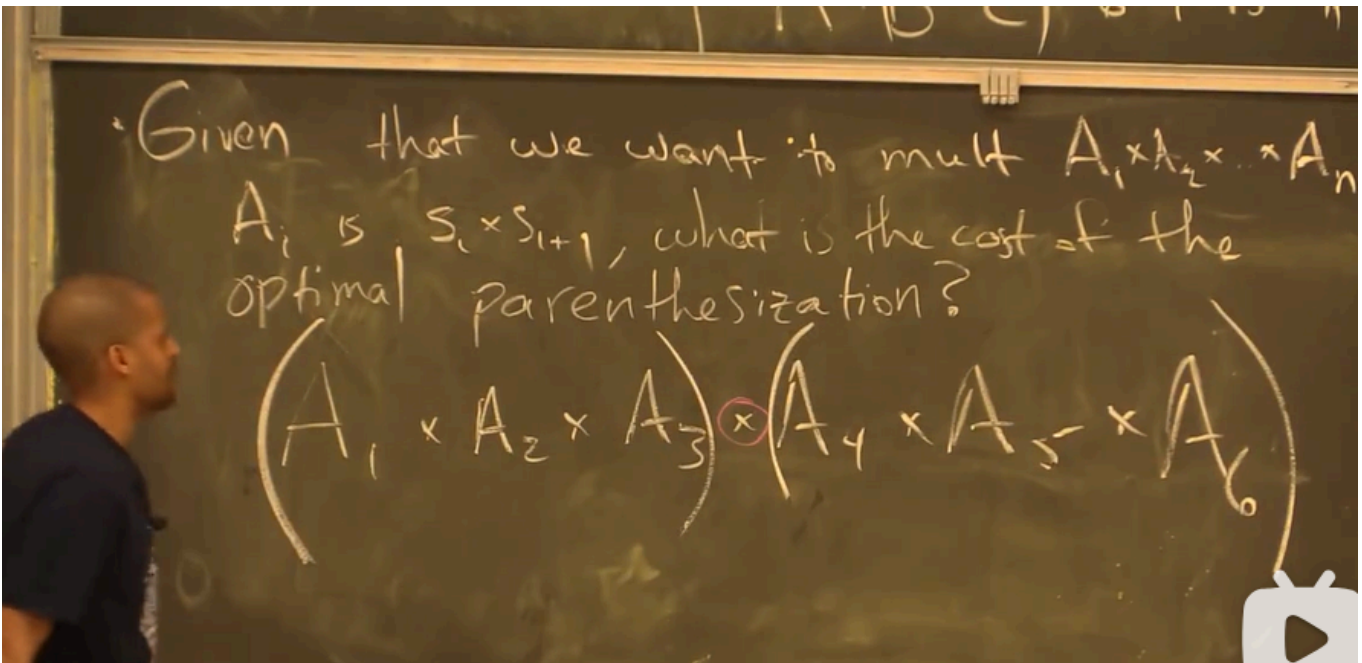 · Given that we want to mult A₁ × A₂ × ·· × Aₙ
Aᵢ is Sᵢ × Sᵢ₊₁, what is the cost of the
optimal parenthesization?
(A₁ × A₂ × A₃) × (A₄ × A₅ × A₆)